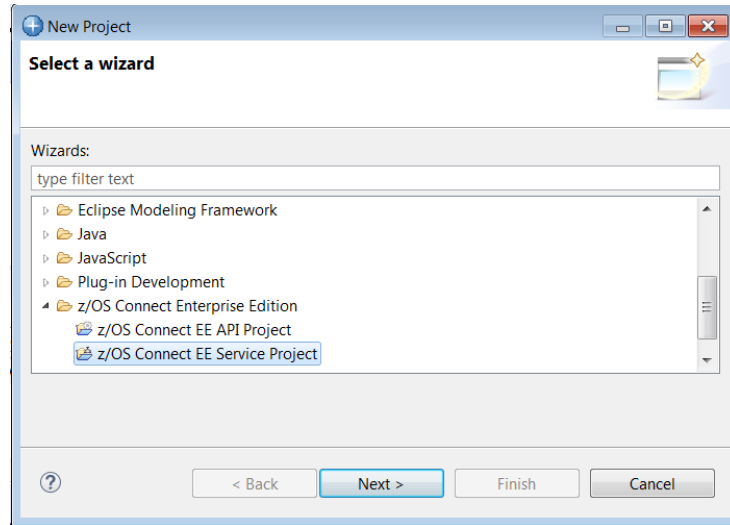 New Project
Select a wizard
Wizards:
type filter text
Eclipse Modeling Framework
Java
JavaScript
Plug-in Development
z/OS Connect Enterprise Edition
z/OS Connect EE API Project
z/OS Connect EE Service Project
? < Back Next > Finish Cancel